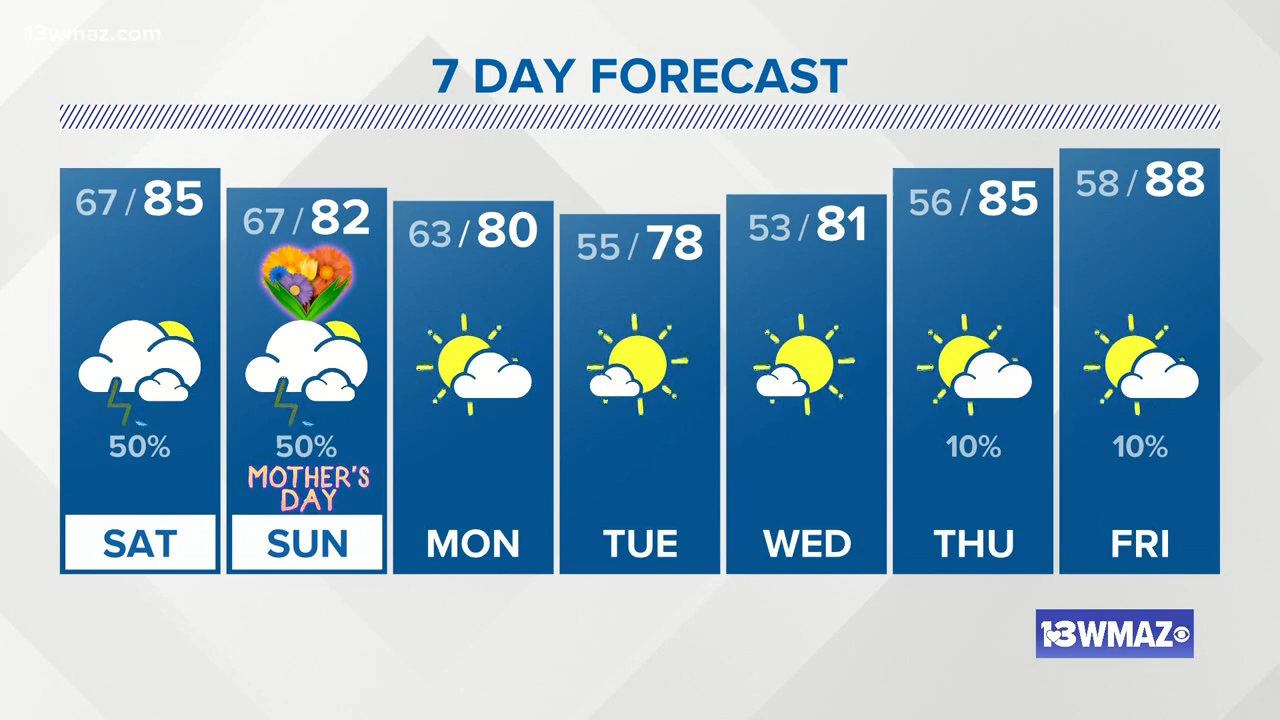 13wmaz.com
7 DAY FORECAST
67 / 85
67 / 82
63 / 80
55 / 78
53 / 81
56 / 85
58 / 88
50%
50%
10%
10%
MOTHER'S
DAY
SAT
SUN
MON
TUE
WED
THU
FRI
13WMAZ